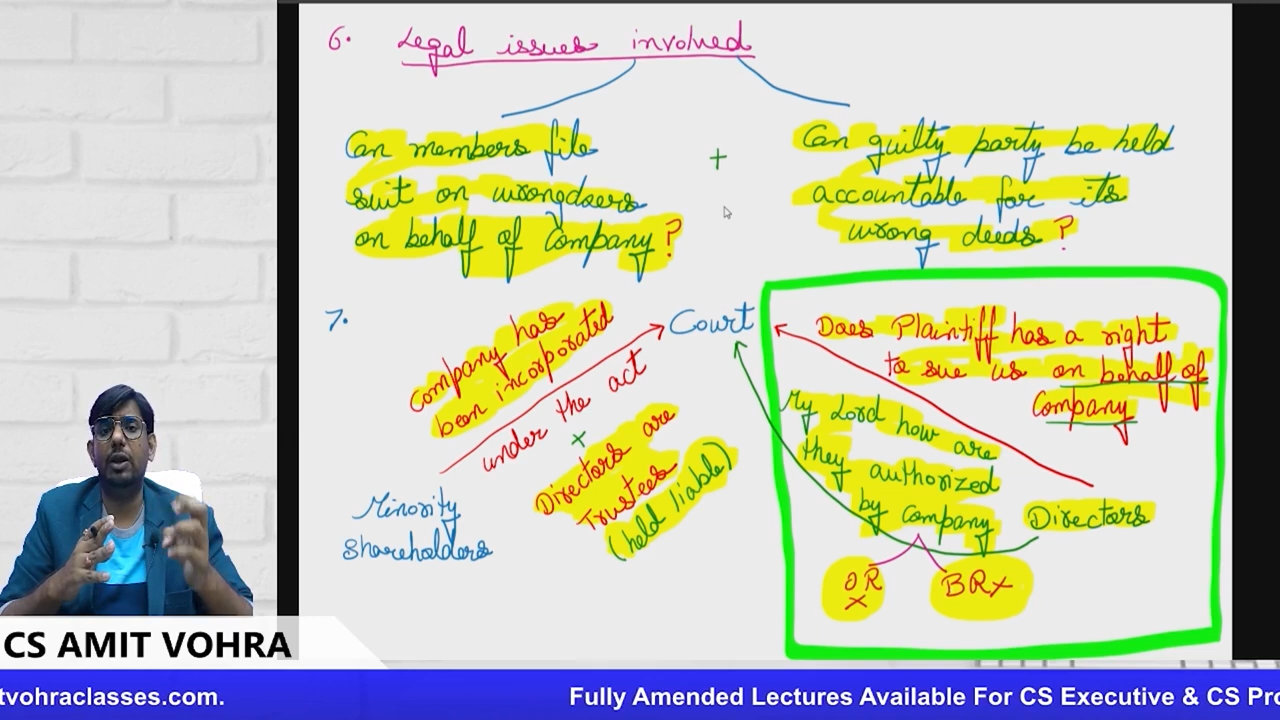 6. Legal issues involved
Can members file
suit on wrongdoers
on behalf of Company?
+
Can guilty party be held
accountable for its
wrong deeds?
7.
Company has
been incorporated
under the act
+
Directors are
Trustees
(held liable)
Minority
shareholders
Court
Does Plaintiff has a right
to sue us on behalf of
Company
My Lord how are
they authorized
by Company
Directors
OR
x
BRx
CS AMIT VOHRA
tvohraclasses.com.
Fully Amended Lectures Available For CS Executive & CS Pro